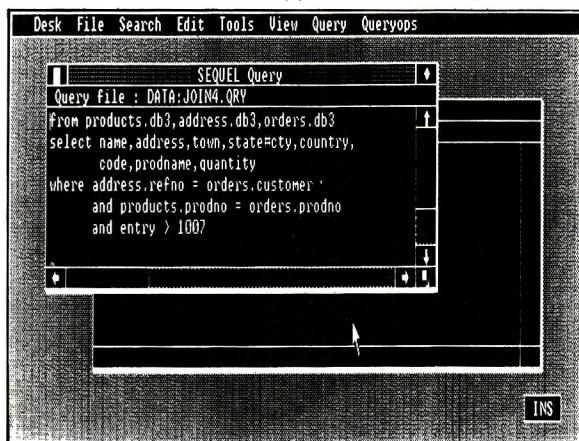 Desk File Search Edit Tools View Query Queryops
SEQUEL Query
Query file : DATA:JOIN4.QRY
from products.db3,address.db3,orders.db3
select name,address,town,state=cty,country,
code,prodname,quantity
where address.refno = orders.customer
and products.prodno = orders.prodno
and entry > 1007
INS